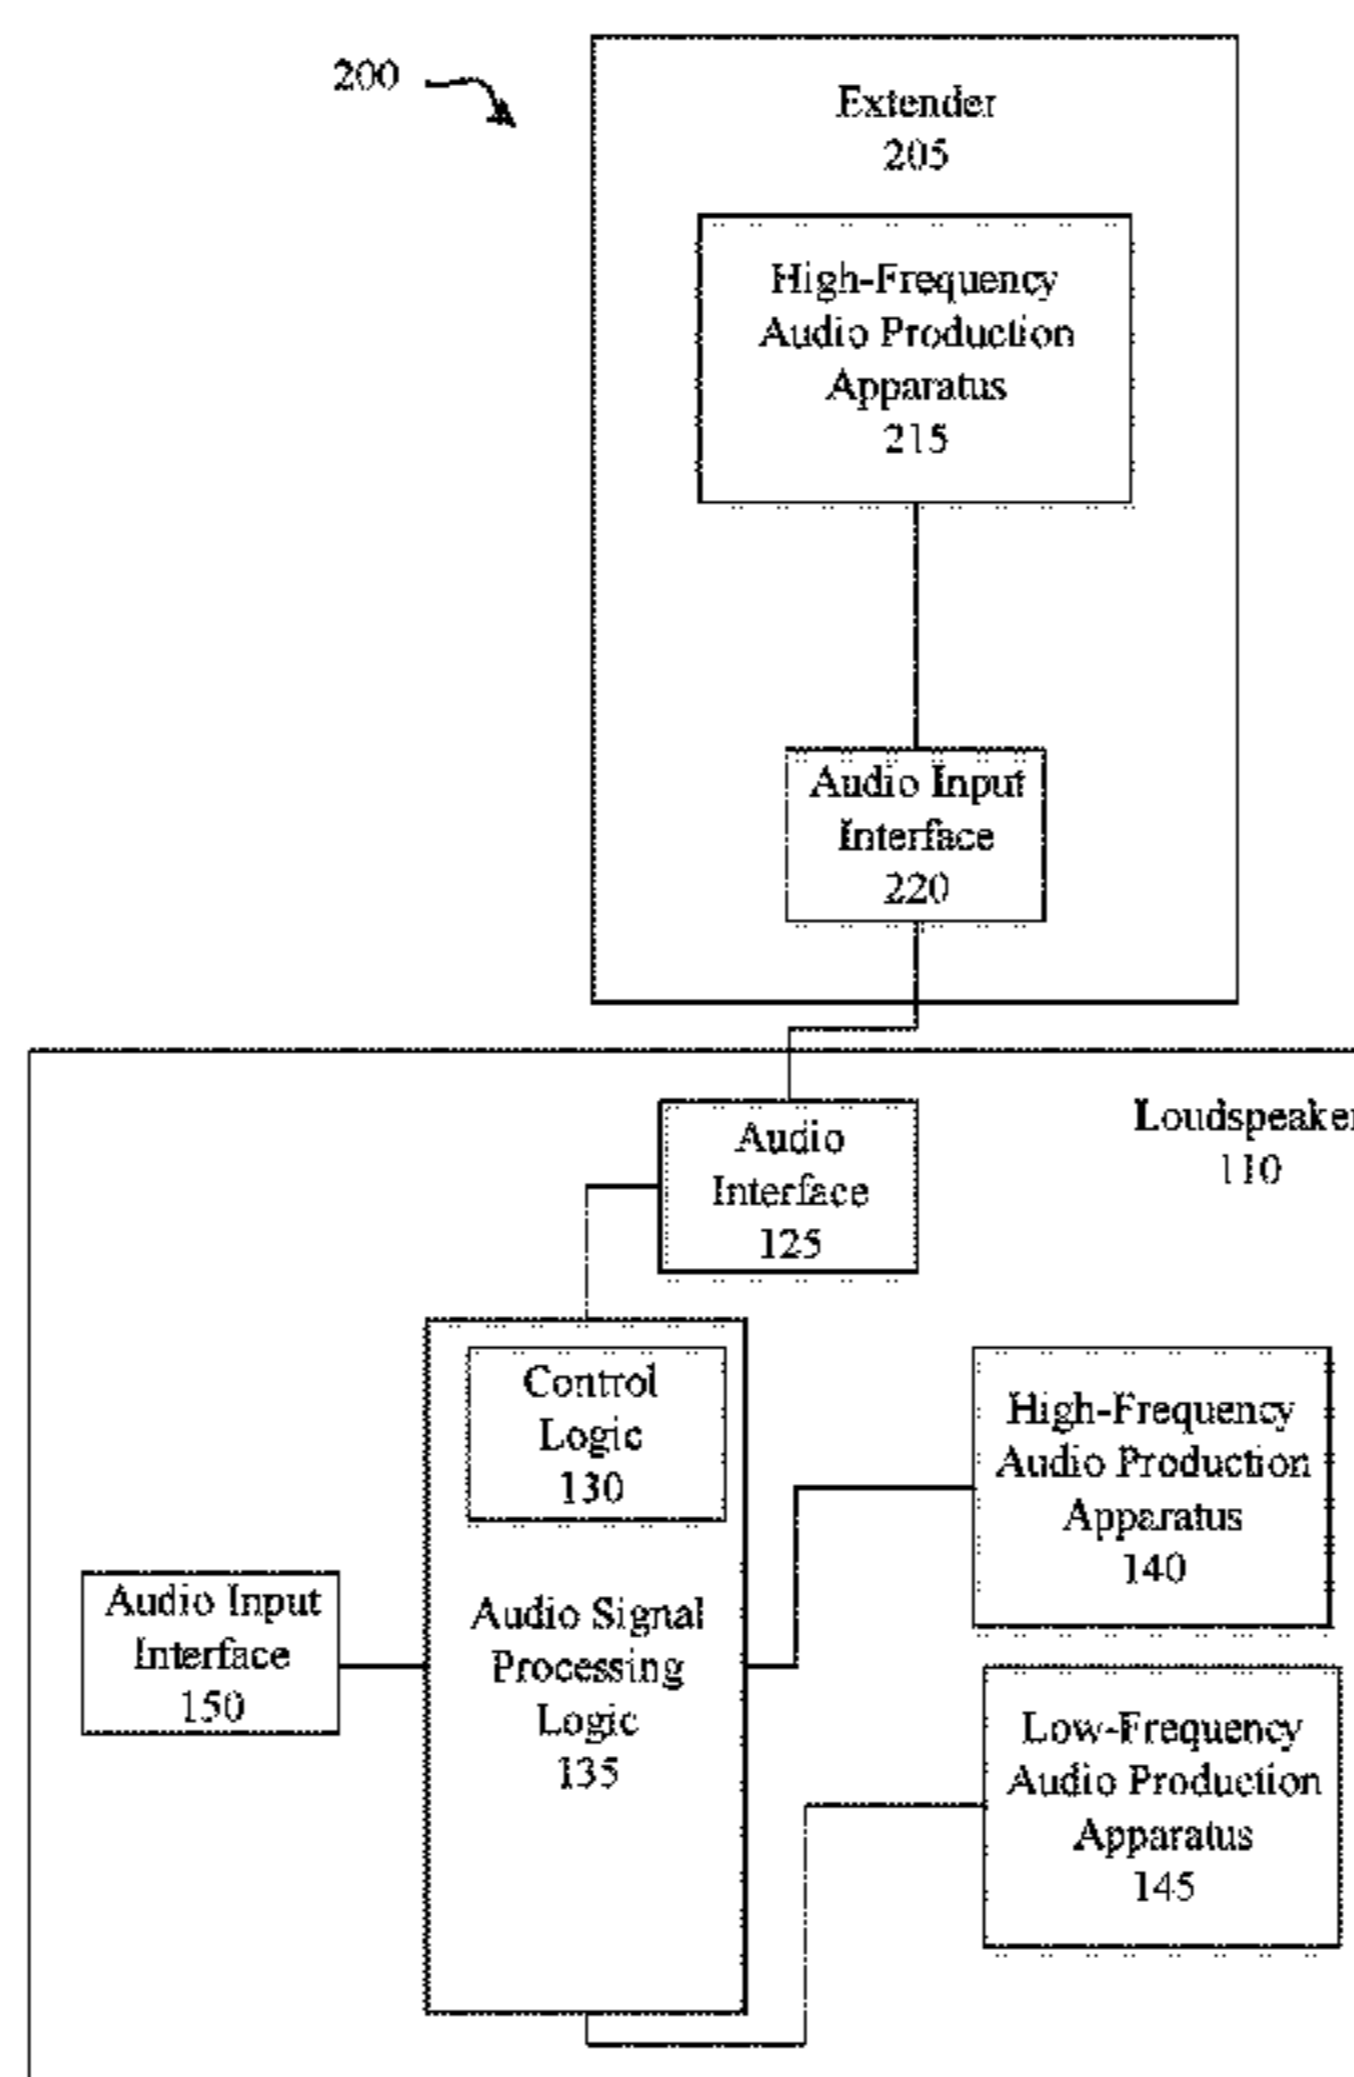 200
Extender
205
High-Frequency
Audio Production
Apparatus
215
Audio Input
Interface
220
Loudspeaker
110
Audio
Interface
125
Control
Logic
130
High-Frequency
Audio Production
Apparatus
140
Audio Input
Interface
150
Audio Signal
Processing
Logic
135
Low-Frequency
Audio Production
Apparatus
145